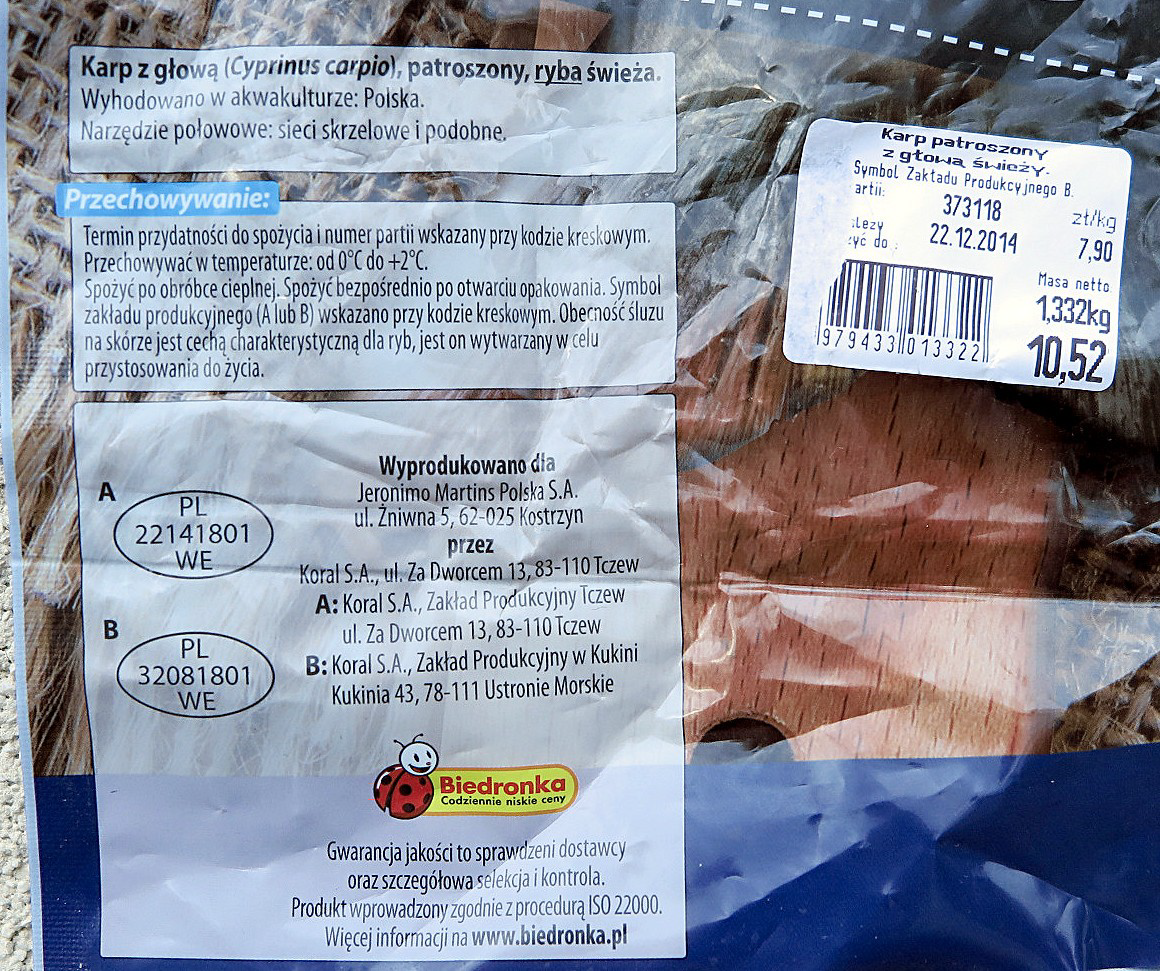 Karp z głową (Cyprinus carpio), patroszony, ryba świeża.
Wyhodowano w akwakulturze: Polska.
Narzędzie połowowe: sieci skrzelowe i podobne.
Przechowywanie:
Termin przydatności do spożycia i numer partii wskazany przy kodzie kreskowym.
Przechowywać w temperaturze: od 0°C do +2°C.
Spożyć po obróbce cieplnej. Spożyć bezpośrednio po otwarciu opakowania. Symbol
zakładu produkcyjnego (A lub B) wskazano przy kodzie kreskowym. Obecność śluzu
na skórze jest cechą charakterystyczną dla ryb, jest on wytwarzany w celu
przystosowania do życia.
Karp patroszony
z głową świeży.
Symbol Zakładu Produkcyjnego B.
artii:
373118
zł/kg
22.12.2014
7,90
Masa netto
1,332kg
979433013322
10,52
A
PL
22141801
WE
B
PL
32081801
WE
Wyprodukowano dla
Jeronimo Martins Polska S.A.
ul. Żniwna 5, 62-025 Kostrzyn
przez
Koral S.A., ul. Za Dworcem 13, 83-110 Tczew
A: Koral S.A., Zakład Produkcyjny Tczew
ul. Za Dworcem 13, 83-110 Tczew
B: Koral S.A., Zakład Produkcyjny w Kukini
Kukinia 43, 78-111 Ustronie Morskie
Biedronka
Codziennie niskie ceny
Gwarancja jakości to sprawdzeni dostawcy
oraz szczegółowa selekcja i kontrola.
Produkt wprowadzony zgodnie z procedurą ISO 22000.
Więcej informacji na www.biedronka.pl